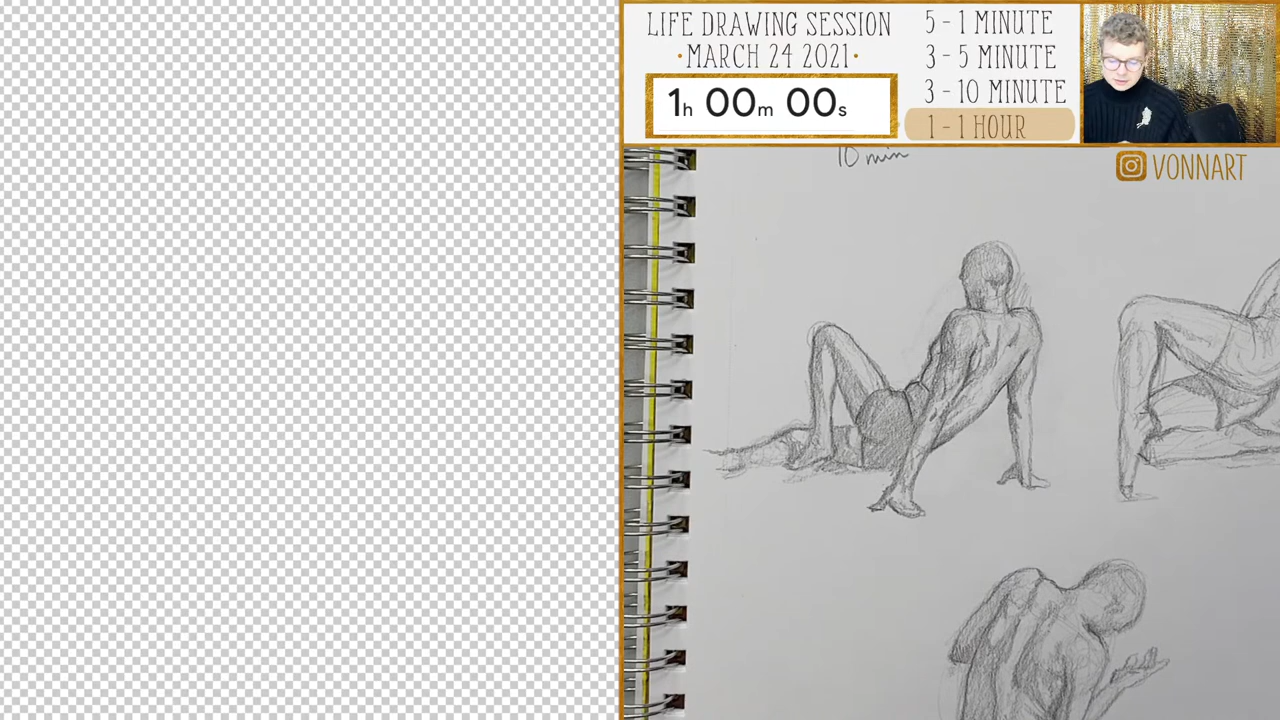 LIFE DRAWING SESSION
•MARCH 24 2021•
1h 00m 00s
5 - 1 MINUTE
3 - 5 MINUTE
3 - 10 MINUTE
1 - 1 HOUR
VONNART
10 min